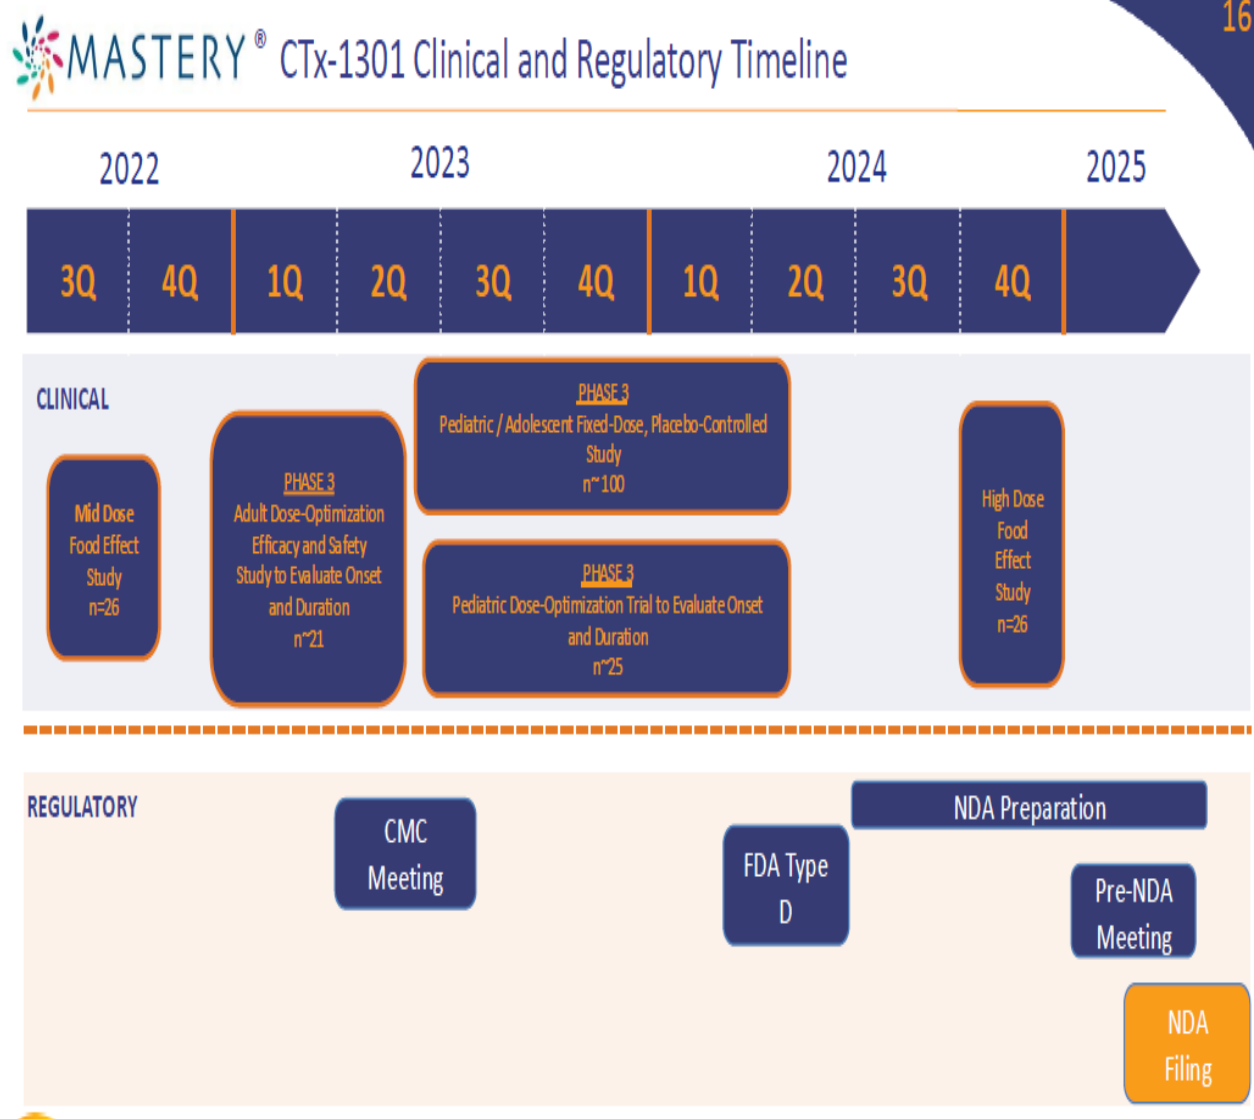 16
MASTERY® CTx-1301 Clinical and Regulatory Timeline
2022
2023
2024
2025
3Q
4Q
1Q
2Q
3Q
4Q
1Q
2Q
3Q
4Q
CLINICAL
Mid Dose
Food Effect
Study
n=26
PHASE 3
Adult Dose-Optimization
Efficacy and Safety
Study to Evaluate Onset
and Duration
n~21
PHASE 3
Pediatric / Adolescent Fixed-Dose, Placebo-Controlled
Study
n~ 100
PHASE 3
Pediatric Dose-Optimization Trial to Evaluate Onset
and Duration
n~25
High Dose
Food
Effect
Study
n=26
REGULATORY
CMC
Meeting
FDA Type
D
NDA Preparation
Pre-NDA
Meeting
NDA
Filing